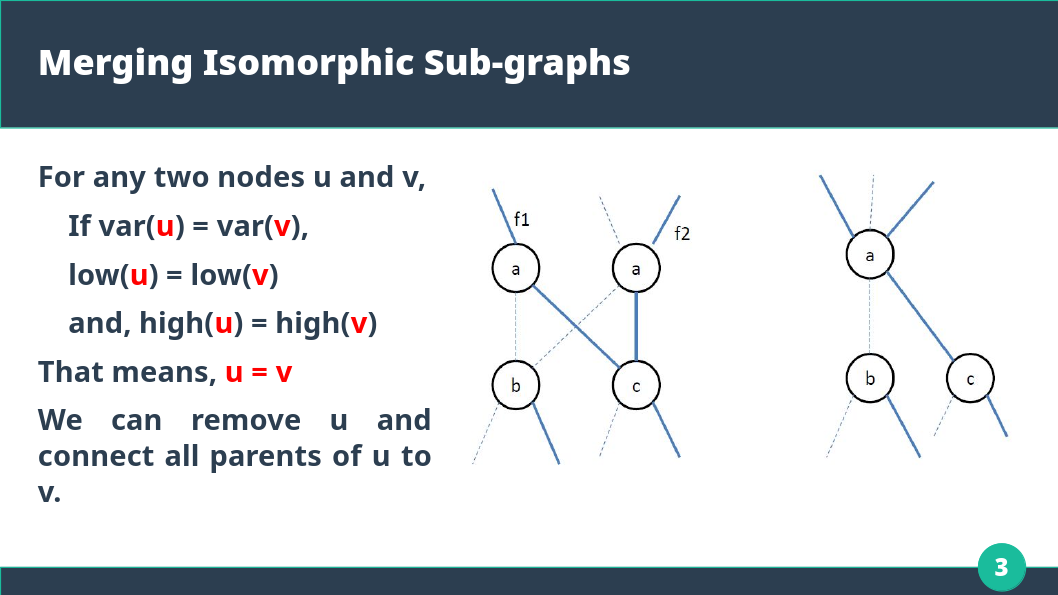 Merging Isomorphic Sub-graphs
For any two nodes u and v,
If var(u) = var(v),
low(u) = low(v)
and, high(u) = high(v)
That means, u = v
We can remove u and
connect all parents of u to
v.
f1
f2
a
a
b
c
a
b
c
3